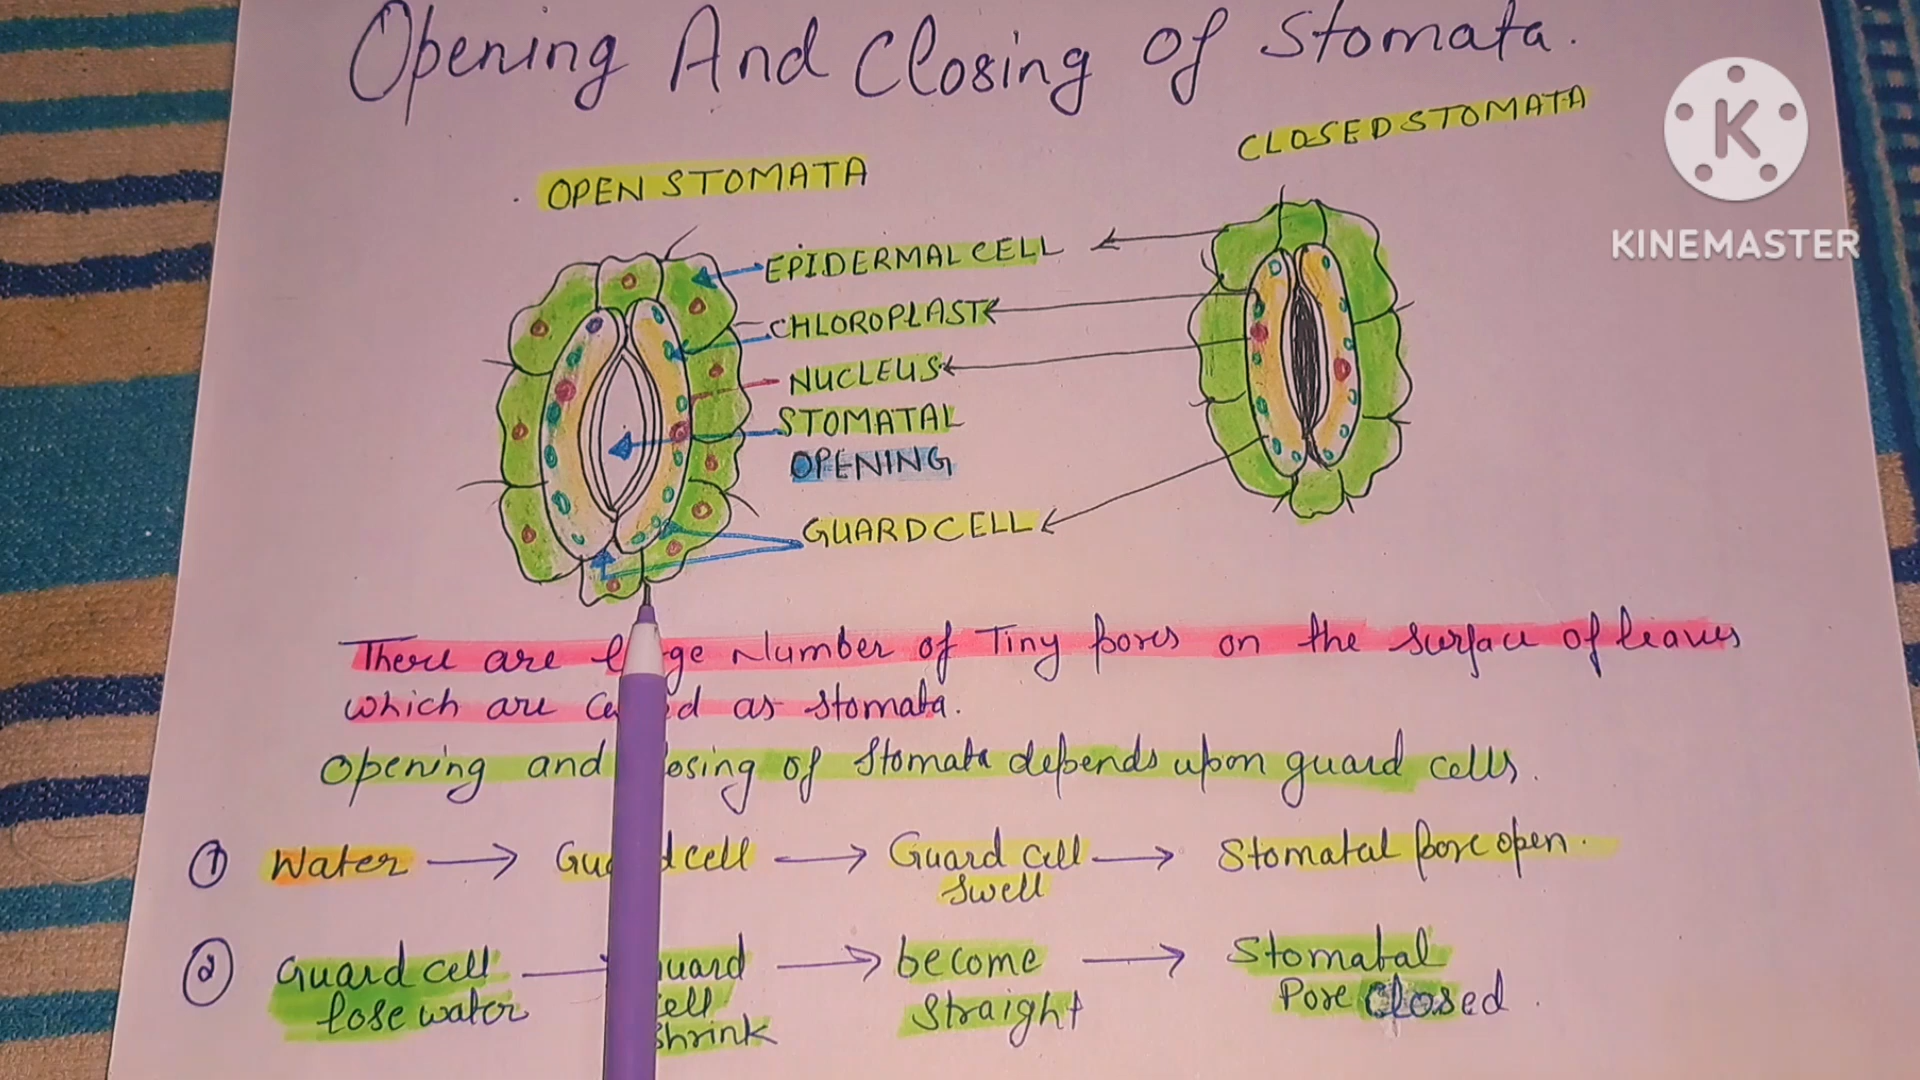 Opening And Closing Of Stomata.
CLOSED STOMATA
OPEN STOMATA
K
KINEMASTER
EPIDERMAL CELL
CHLOROPLAST
NUCLEUS
STOMATAL
OPENING
GUARD CELL
There are ge Number of Tiny pores on the surface of leaves
which are as stomata.
Opening and osing of Stomata depends upon guard cells.
① Water → Gu d cell → Guard cell → Stomatal pore open.
swell
② Guard cell → uard → become → Stomatal
lose water ell straight Pore closed.
shrink